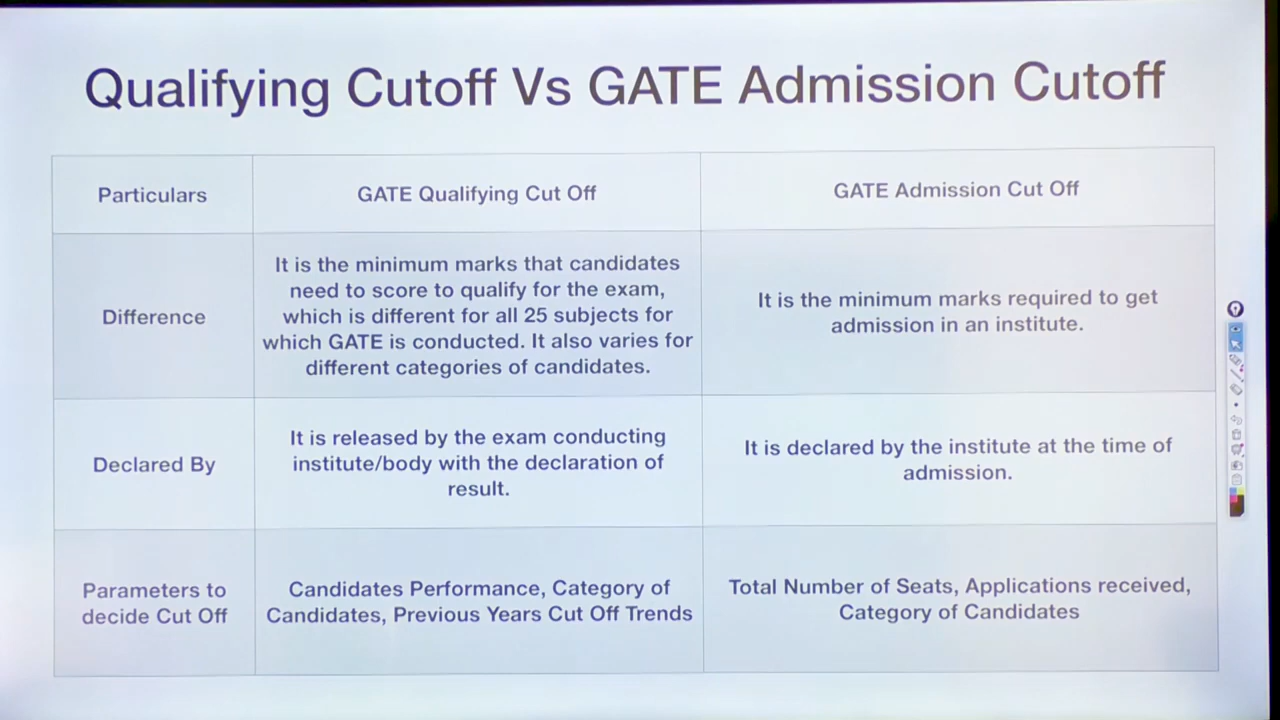 Qualifying Cutoff Vs GATE Admission Cutoff
Particulars
GATE Qualifying Cut Off
GATE Admission Cut Off
Difference
It is the minimum marks that candidates
need to score to qualify for the exam,
which is different for all 25 subjects for
which GATE is conducted. It also varies for
different categories of candidates.
It is the minimum marks required to get
admission in an institute.
Declared By
It is released by the exam conducting
institute/body with the declaration of
result.
It is declared by the institute at the time of
admission.
Parameters to
decide Cut Off
Candidates Performance, Category of
Candidates, Previous Years Cut Off Trends
Total Number of Seats, Applications received,
Category of Candidates